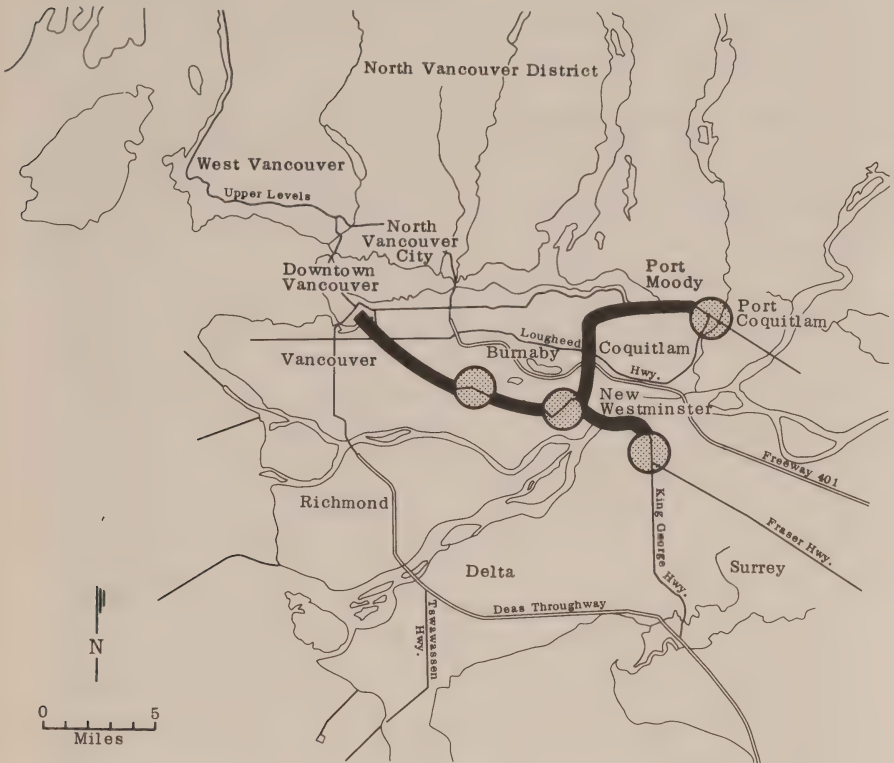 North Vancouver District
West Vancouver
Upper Levels
North
Vancouver
City
Downtown
Vancouver
Port
Moody
Port
Coquitlam
Lougheed
Hwy.
Vancouver
Burnaby
Coquitlam
New
Westminster
Freeway 401
Richmond
King George Hwy.
Fraser Hwy.
Delta
Surrey
Deas Throughway
Tswawassen
Hwy.
N
0 5
Miles